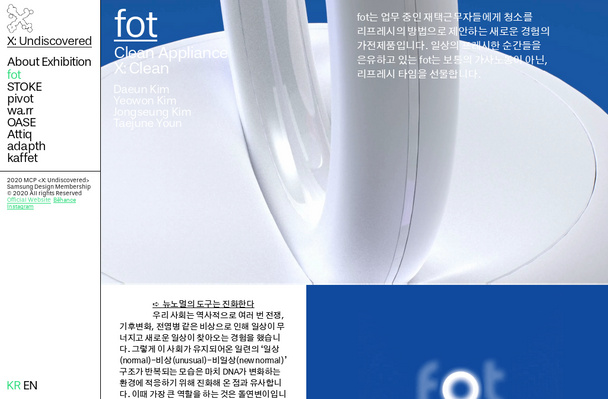 X: Undiscovered
About Exhibition
fot
STOKE
pivot
wa.rr
OASE
Attiq
adapth
kaffet
2020 MCP <X: Undiscovered>
Samsung Design Membership
© 2020 All rights Reserved
Official Website Bēhance
Instagram
KR EN
fot
Clean Appliance
X: Clean
Daeun Kim
Yeowon Kim
Jongseung Kim
Taejune Youn
fot는 업무 중인 재택근무자들에게 청소를
리프레시의 방법으로 제안하는 새로운 경험의
가전제품입니다. 일상의 프레시한 순간들을
은유하고 있는 fot는 보통의 가사노동이 아닌,
리프레시 타임을 선물합니다.
➪ 뉴노멀의 도구는 진화한다
우리 사회는 역사적으로 여러 번 전쟁,
기후변화, 전염병 같은 비상으로 인해 일상이 무
너지고 새로운 일상이 찾아오는 경험을 했습니
다. 그렇게 이 사회가 유지되어온 일련의 ‘일상
(normal)-비상(unusual)-비일상(new normal)’
구조가 반복되는 모습은 마치 DNA가 변화하는
환경에 적응하기 위해 진화해 온 점과 유사합니
다. 이때 가장 큰 역할을 하는 것은 돌연변이입니
fot